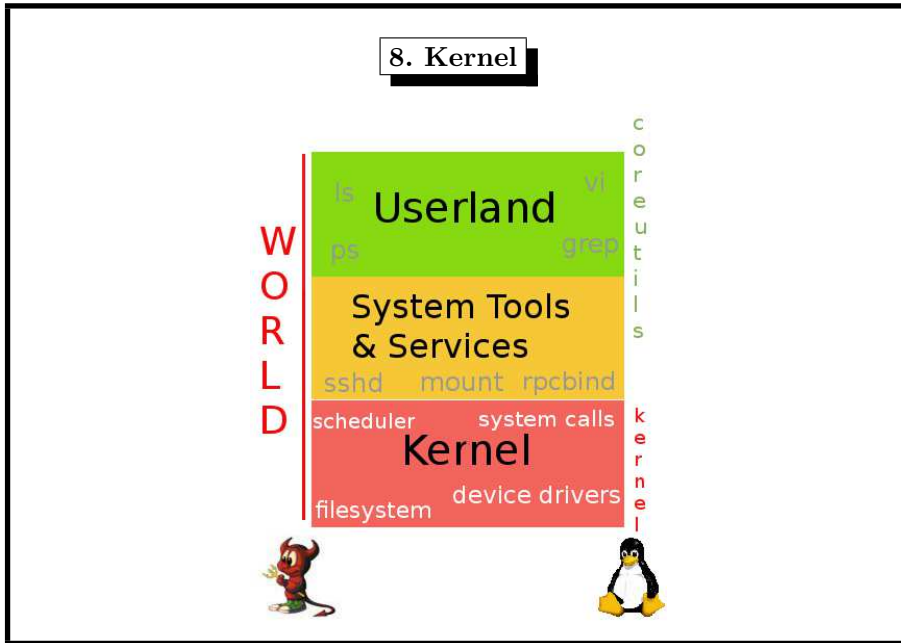 8. Kernel
WORLD
ls
vi
Userland
ps
grep
System Tools
& Services
sshd mount rpcbind
scheduler system calls
Kernel
device drivers
filesystem
coreutils
kernel